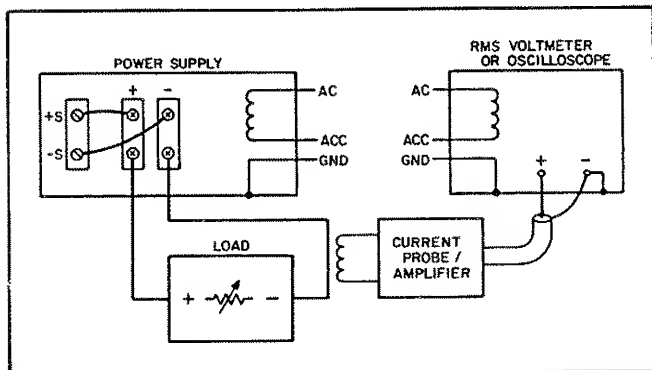 POWER SUPPLY
+ -
+S
-S
AC
ACC
GND
RMS VOLTMETER
OR OSCILLOSCOPE
AC
ACC
GND
+ -
LOAD
+ -
CURRENT
PROBE /
AMPLIFIER